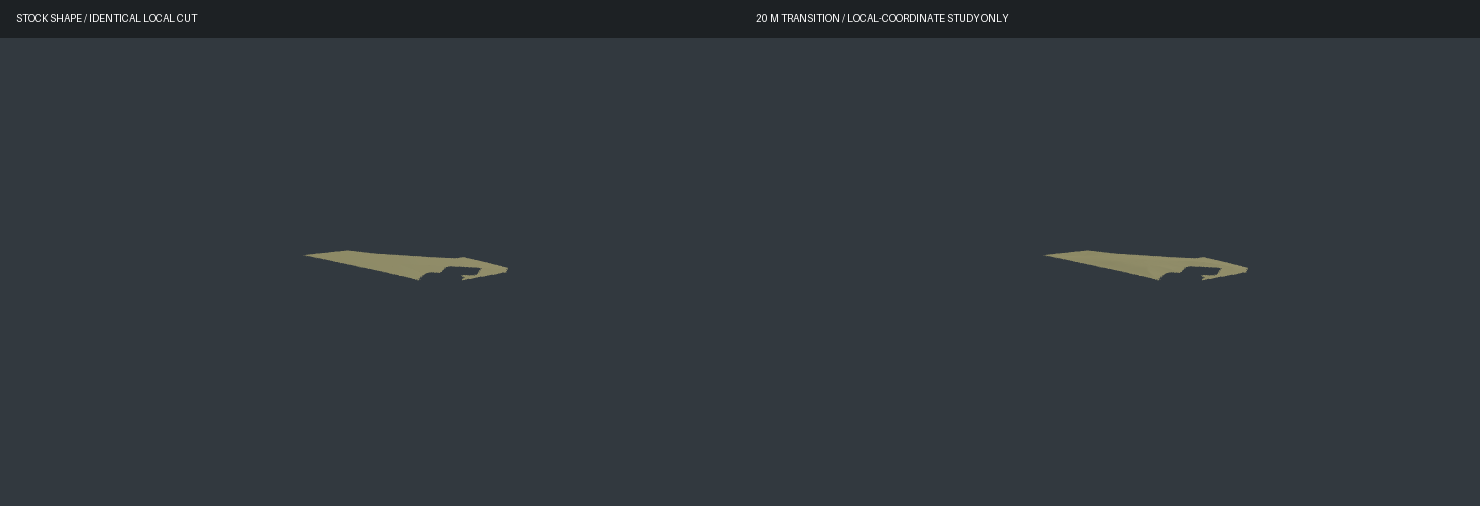 STOCK SHAPE / IDENTICAL LOCAL CUT
20 M TRANSITION / LOCAL-COORDINATE STUDY ONLY